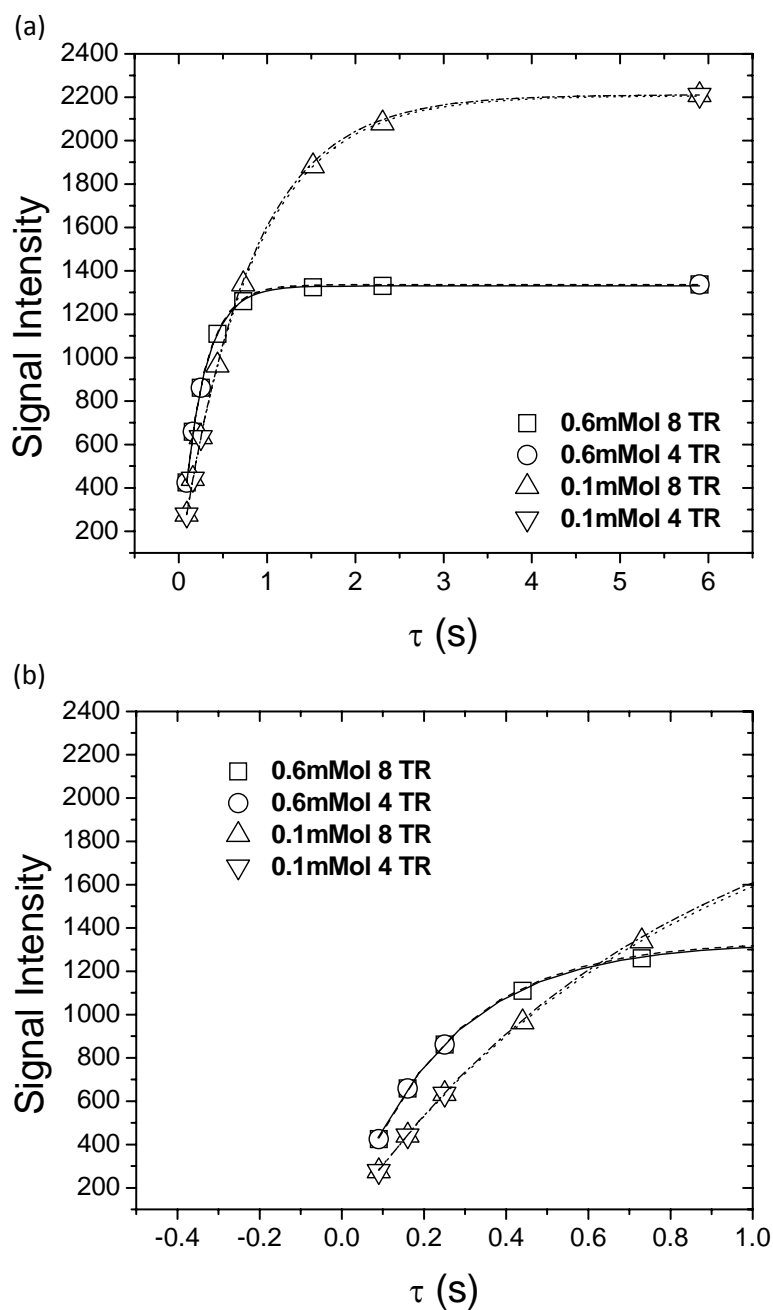 (a)
2400
2200
2000
1800
1600
1400
1200
1000
800
600
400
200
Signal Intensity
0.6mMol 8 TR
0.6mMol 4 TR
0.1mMol 8 TR
0.1mMol 4 TR
0 1 2 3 4 5 6
τ (s)
(b)
2400
2200
2000
1800
1600
1400
1200
1000
800
600
400
200
Signal Intensity
0.6mMol 8 TR
0.6mMol 4 TR
0.1mMol 8 TR
0.1mMol 4 TR
-0.4 -0.2 0.0 0.2 0.4 0.6 0.8 1.0
τ (s)